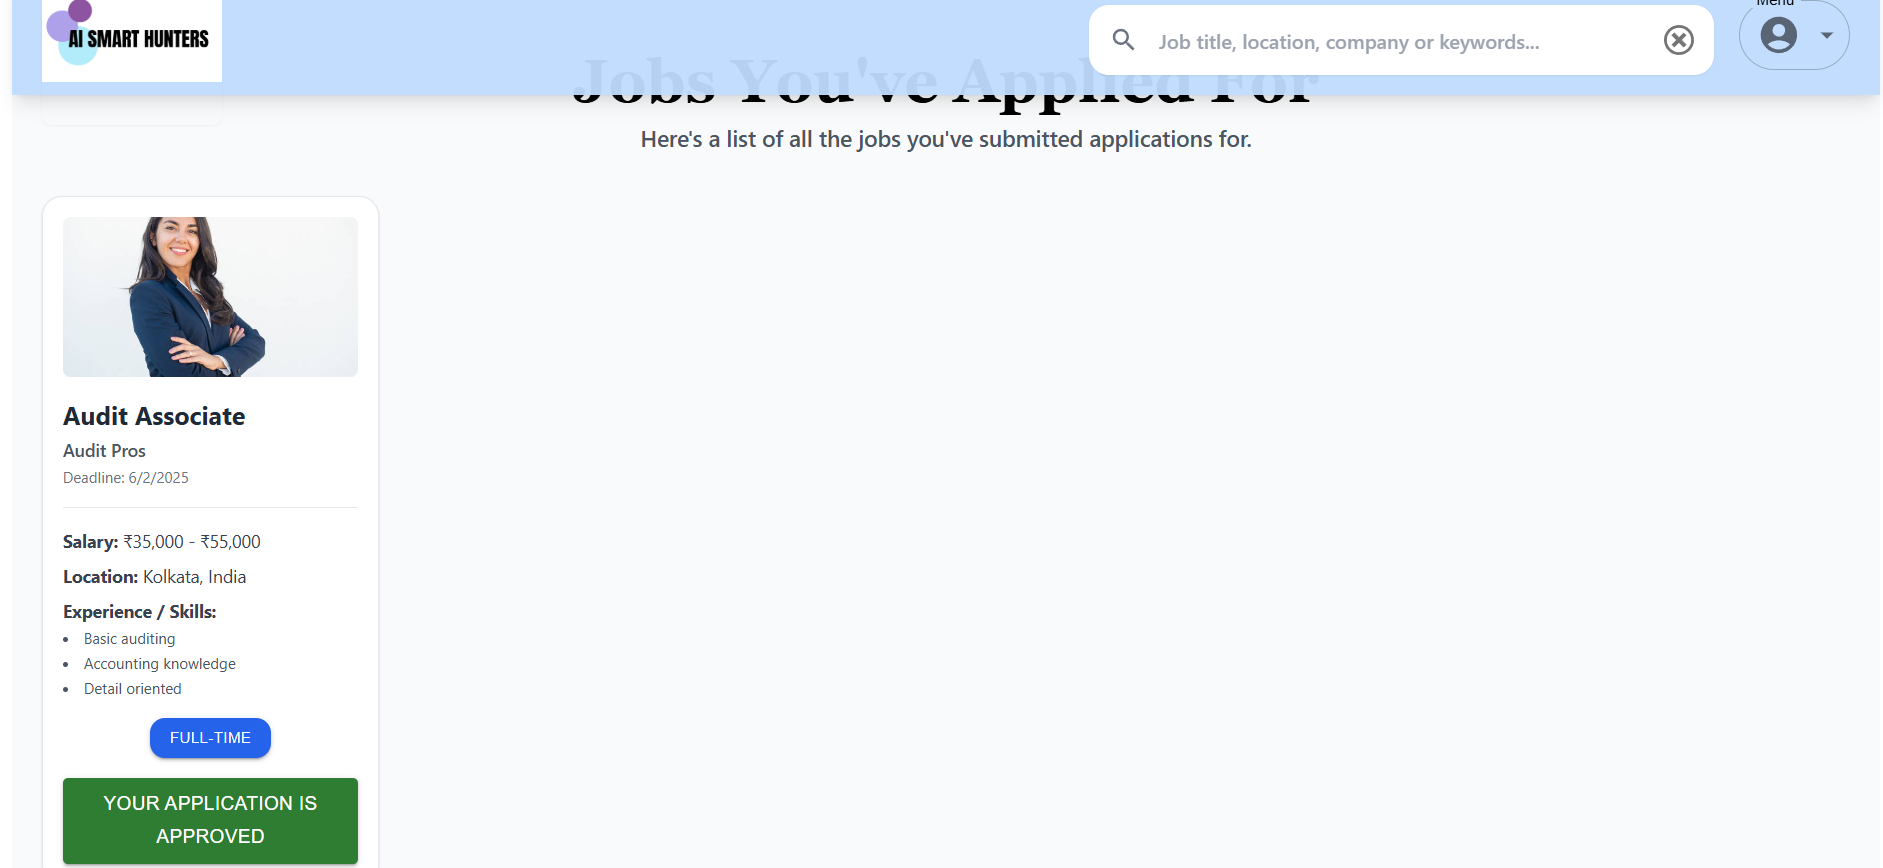 AI SMART HUNTERS
Job title, location, company or keywords...
Menu
Jobs You've Applied For
Here's a list of all the jobs you've submitted applications for.
Audit Associate
Audit Pros
Deadline: 6/2/2025
Salary: ₹35,000 - ₹55,000
Location: Kolkata, India
Experience / Skills:
• Basic auditing
• Accounting knowledge
• Detail oriented
FULL-TIME
YOUR APPLICATION IS
APPROVED